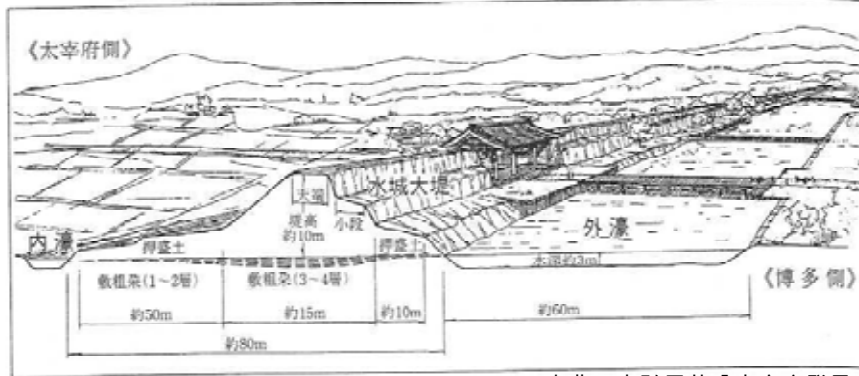 《太宰府側》
水城大堤
天端
小段
堤高
約10m
内濠
押盛土
押盛土
外濠
水深約3m
敷粗朶(1~2層)
敷粗朶(3~4層)
《博多側》
約50m
約15m
約10m
約60m
約80m